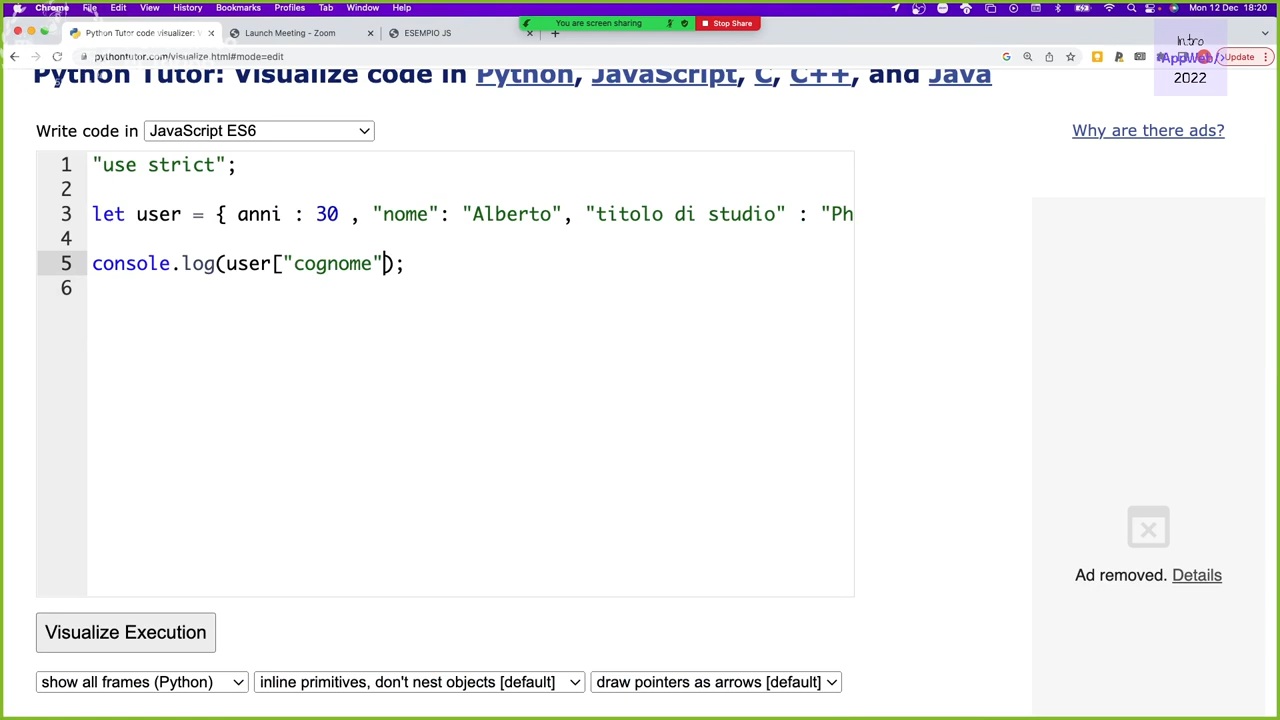 Chrome File Edit View History Bookmarks Profiles Tab Window Help
Mon 12 Dec 18:20
You are screen sharing Stop Share
Python Tutor code visualizer: V
Launch Meeting - Zoom
ESEMPIO JS
pythontutor.com/visualize.html#mode=edit
Update
Intro
AppWeb/>
2022
Python Tutor: Visualize code in Python, JavaScript, C, C++, and Java
Write code in JavaScript ES6
Why are there ads?
1 "use strict";
2
3 let user = { anni : 30 , "nome": "Alberto", "titolo di studio" : "Ph
4
5 console.log(user["cognome");
6
Ad removed. Details
Visualize Execution
show all frames (Python) inline primitives, don't nest objects [default] draw pointers as arrows [default]